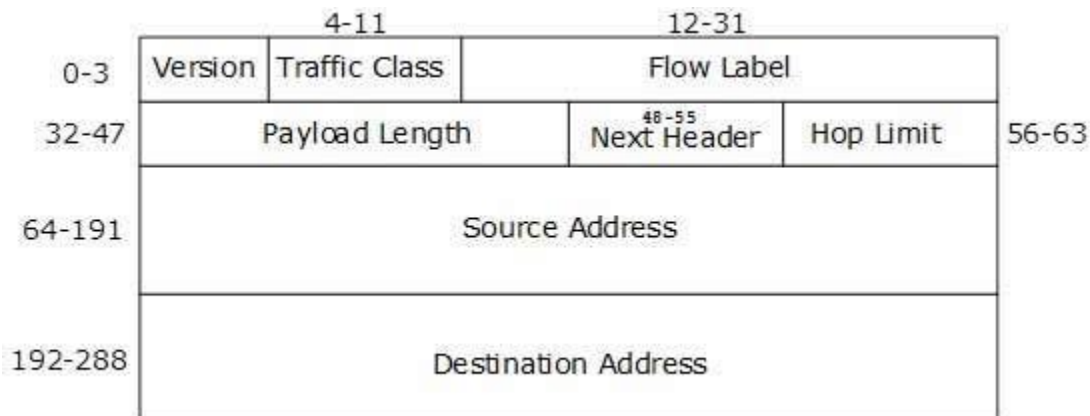 4-11 12-31
0-3 Version Traffic Class Flow Label
48-55
32-47 Payload Length Next Header Hop Limit 56-63
64-191 Source Address
192-288 Destination Address